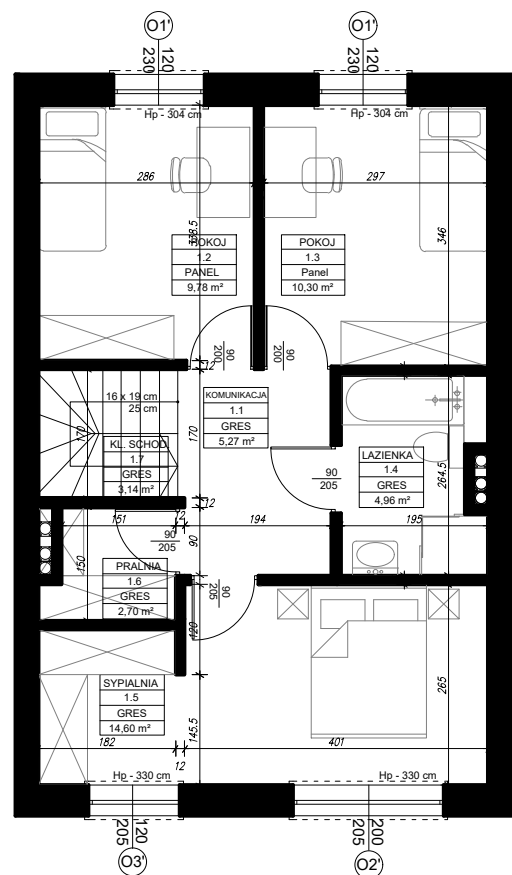 O1'
O1'
120
230
120
230
Hp - 304 cm
Hp - 304 cm
286
297
338.5
346
POKOJ
1.2
PANEL
9,78 m²
POKOJ
1.3
Panel
10,30 m²
90
200
90
200
12
16 x 19 cm
25 cm
KOMUNIKACJA
1.1
GRES
5,27 m²
170
170
KL. SCHOD.
1.7
GRES
3,14 m²
LAZIENKA
1.4
GRES
4,96 m²
264.5
90
205
12
151
12
194
195
90
90
205
150
PRALNIA
1.6
GRES
2,70 m²
90
205
120
265
SYPIALNIA
1.5
GRES
14,60 m²
145.5
182
401
12
Hp - 330 cm
Hp - 330 cm
120
205
200
205
O3'
O2'